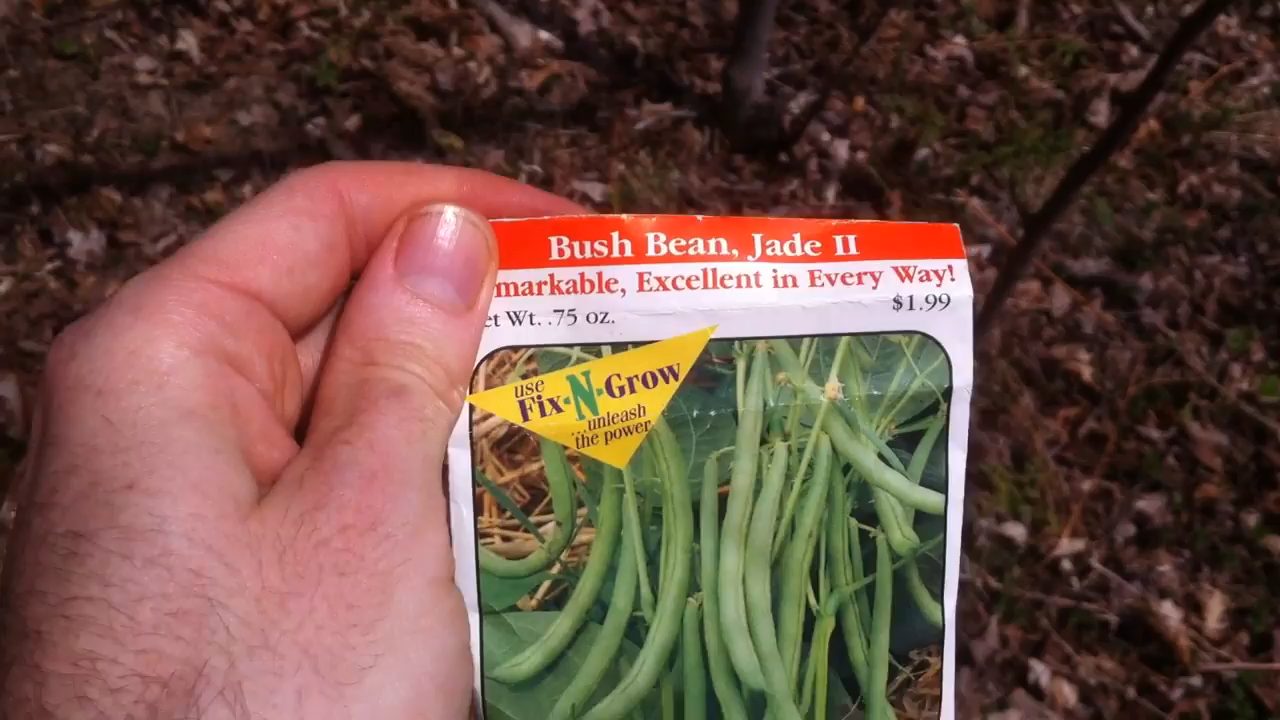 Bush Bean, Jade II
markable, Excellent in Every Way!
et Wt. .75 oz.
$1.99
use
Fix-N-Grow
...unleash
the power